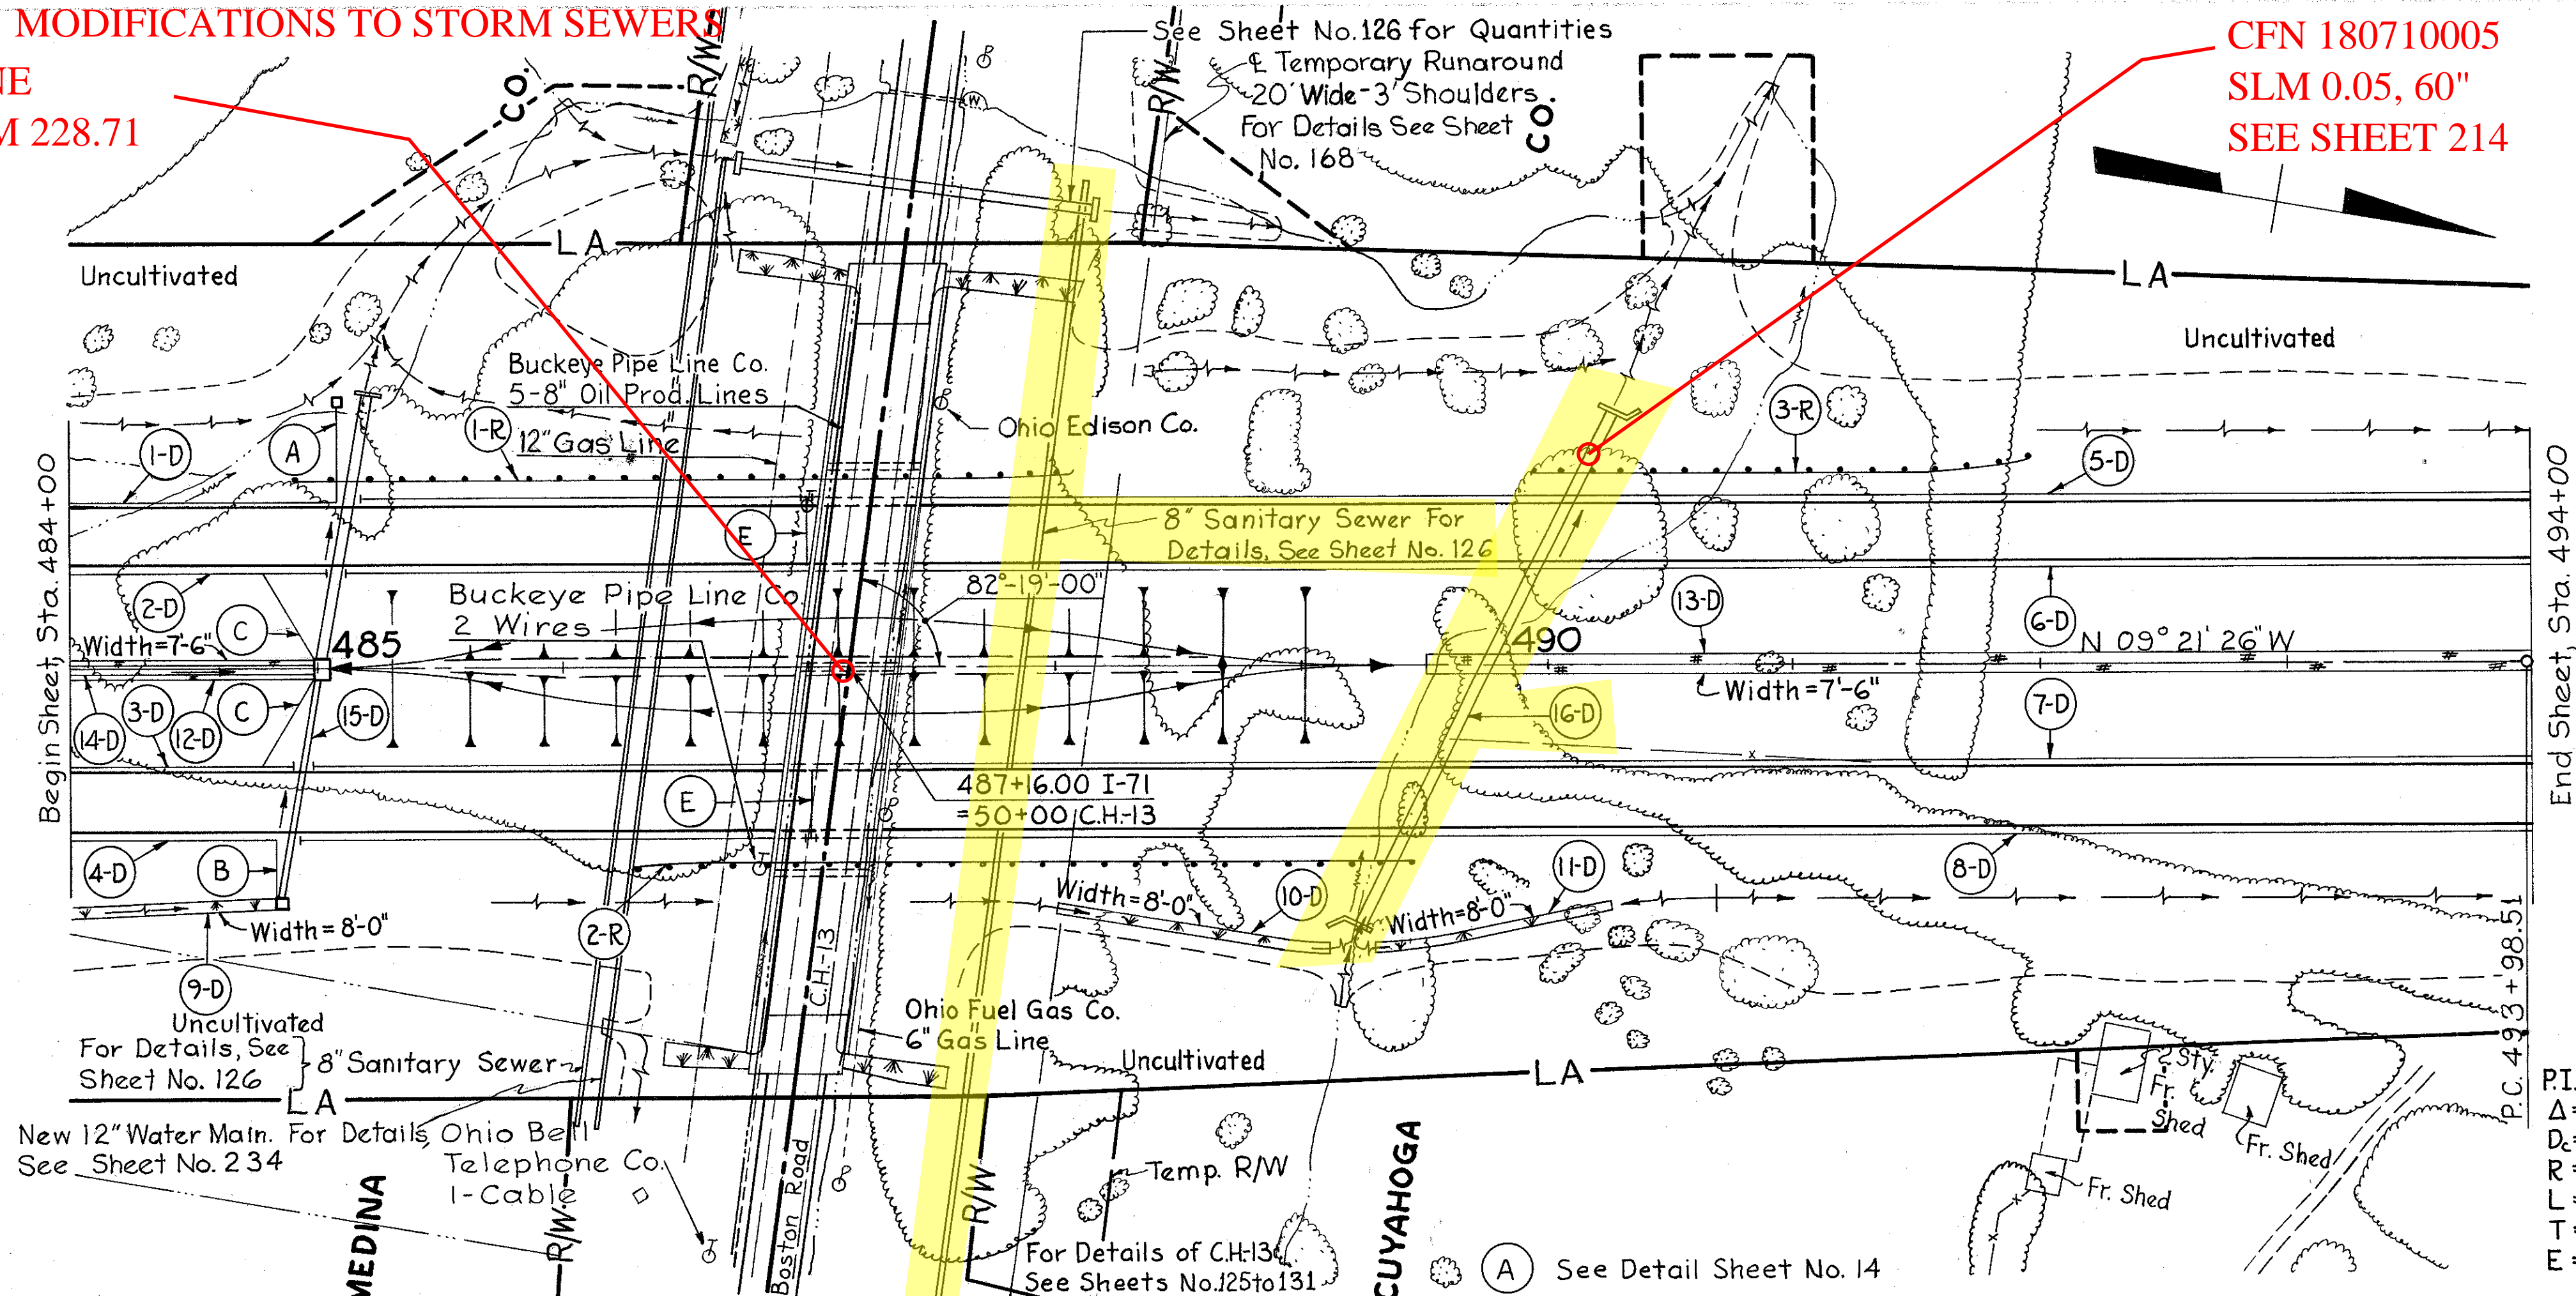 MODIFICATIONS TO STORM SEWERS
228.71
CFN 180710005
SLM 0.05, 60"
SEE SHEET 214
See Sheet No.126 for Quantities
℄ Temporary Runaround
20' Wide-3' Shoulders.
For Details See Sheet
No. 168
CO.
R/W
R/W
CO.
W
LA
LA
Uncultivated
Uncultivated
Buckeye Pipe Line Co.
5-8" Oil Prod. Lines
12" Gas Line
Ohio Edison Co.
1-R
3-R
1-D
A
5-D
E
8" Sanitary Sewer For
Details, See Sheet No. 126
82°-19'-00"
Buckeye Pipe Line Co.
2 Wires
2-D
C
Width=7'-6"
485
13-D
6-D
490
N 09° 21' 26" W
Width=7'-6"
3-D
C
15-D
14-D
12-D
16-D
7-D
Begin Sheet, Sta. 484+00
End Sheet, Sta. 494+00
E
487+16.00 I-71
=50+00 C.H.-13
4-D
B
8-D
11-D
10-D
Width=8'-0"
Width=8'-0"
Width=8'-0"
2-R
9-D
C.H.-13
P.C. 493+98.51
Uncultivated
For Details, See
Sheet No. 126
8" Sanitary Sewer
Ohio Fuel Gas Co.
6" Gas Line
Uncultivated
LA
LA
2 Sty.
Fr.
Shed
Fr. Shed
Fr. Shed
New 12" Water Main. For Details,
See Sheet No. 234
Ohio Bell
Telephone Co.
1-Cable
MEDINA
R/W
Boston Road
R/W
Temp. R/W
For Details of C.H.-13
See Sheets No.125to131
CUYAHOGA
A See Detail Sheet No. 14
P.I.
Δ=
Dc=
R=
L=
T=
E=